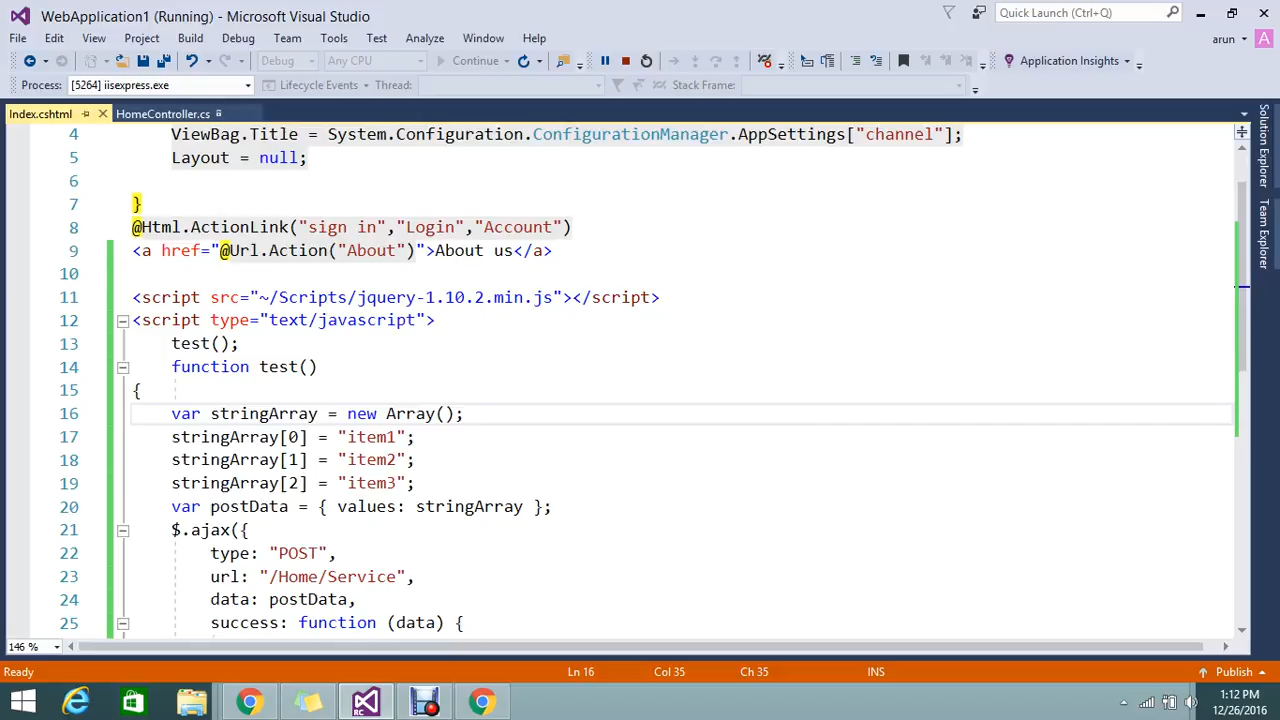 WebApplication1 (Running) - Microsoft Visual Studio
Quick Launch (Ctrl+Q)
File Edit View Project Build Debug Team Tools Test Analyze Window Help
arun A
Debug Any CPU Continue Application Insights
Process: [5264] iisexpress.exe Lifecycle Events Thread: Stack Frame:
Index.cshtml HomeController.cs
4 ViewBag.Title = System.Configuration.ConfigurationManager.AppSettings["channel"];
5 Layout = null;
6
7 }
8 @Html.ActionLink("sign in","Login","Account")
9 <a href="@Url.Action("About")">About us</a>
10
11 <script src="~/Scripts/jquery-1.10.2.min.js"></script>
12 <script type="text/javascript">
13 test();
14 function test()
15 {
16 var stringArray = new Array();
17 stringArray[0] = "item1";
18 stringArray[1] = "item2";
19 stringArray[2] = "item3";
20 var postData = { values: stringArray };
21 $.ajax({
22 type: "POST",
23 url: "/Home/Service",
24 data: postData,
25 success: function (data) {
Solution Explorer
Team Explorer
146 %
Ready Ln 16 Col 35 Ch 35 INS Publish
RC
1:12 PM
12/26/2016